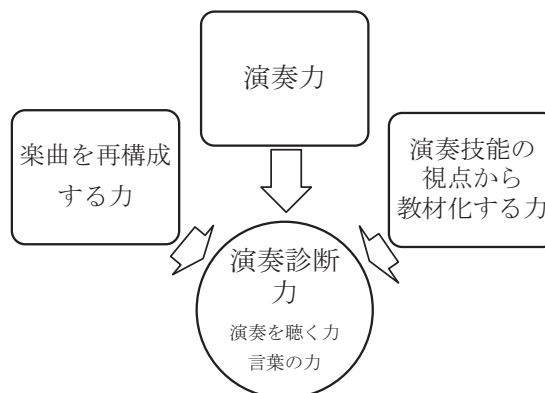 演奏力
楽曲を再構成
する力
演奏技能の
視点から
教材化する力
演奏診断
力
演奏を聴く力
言葉の力